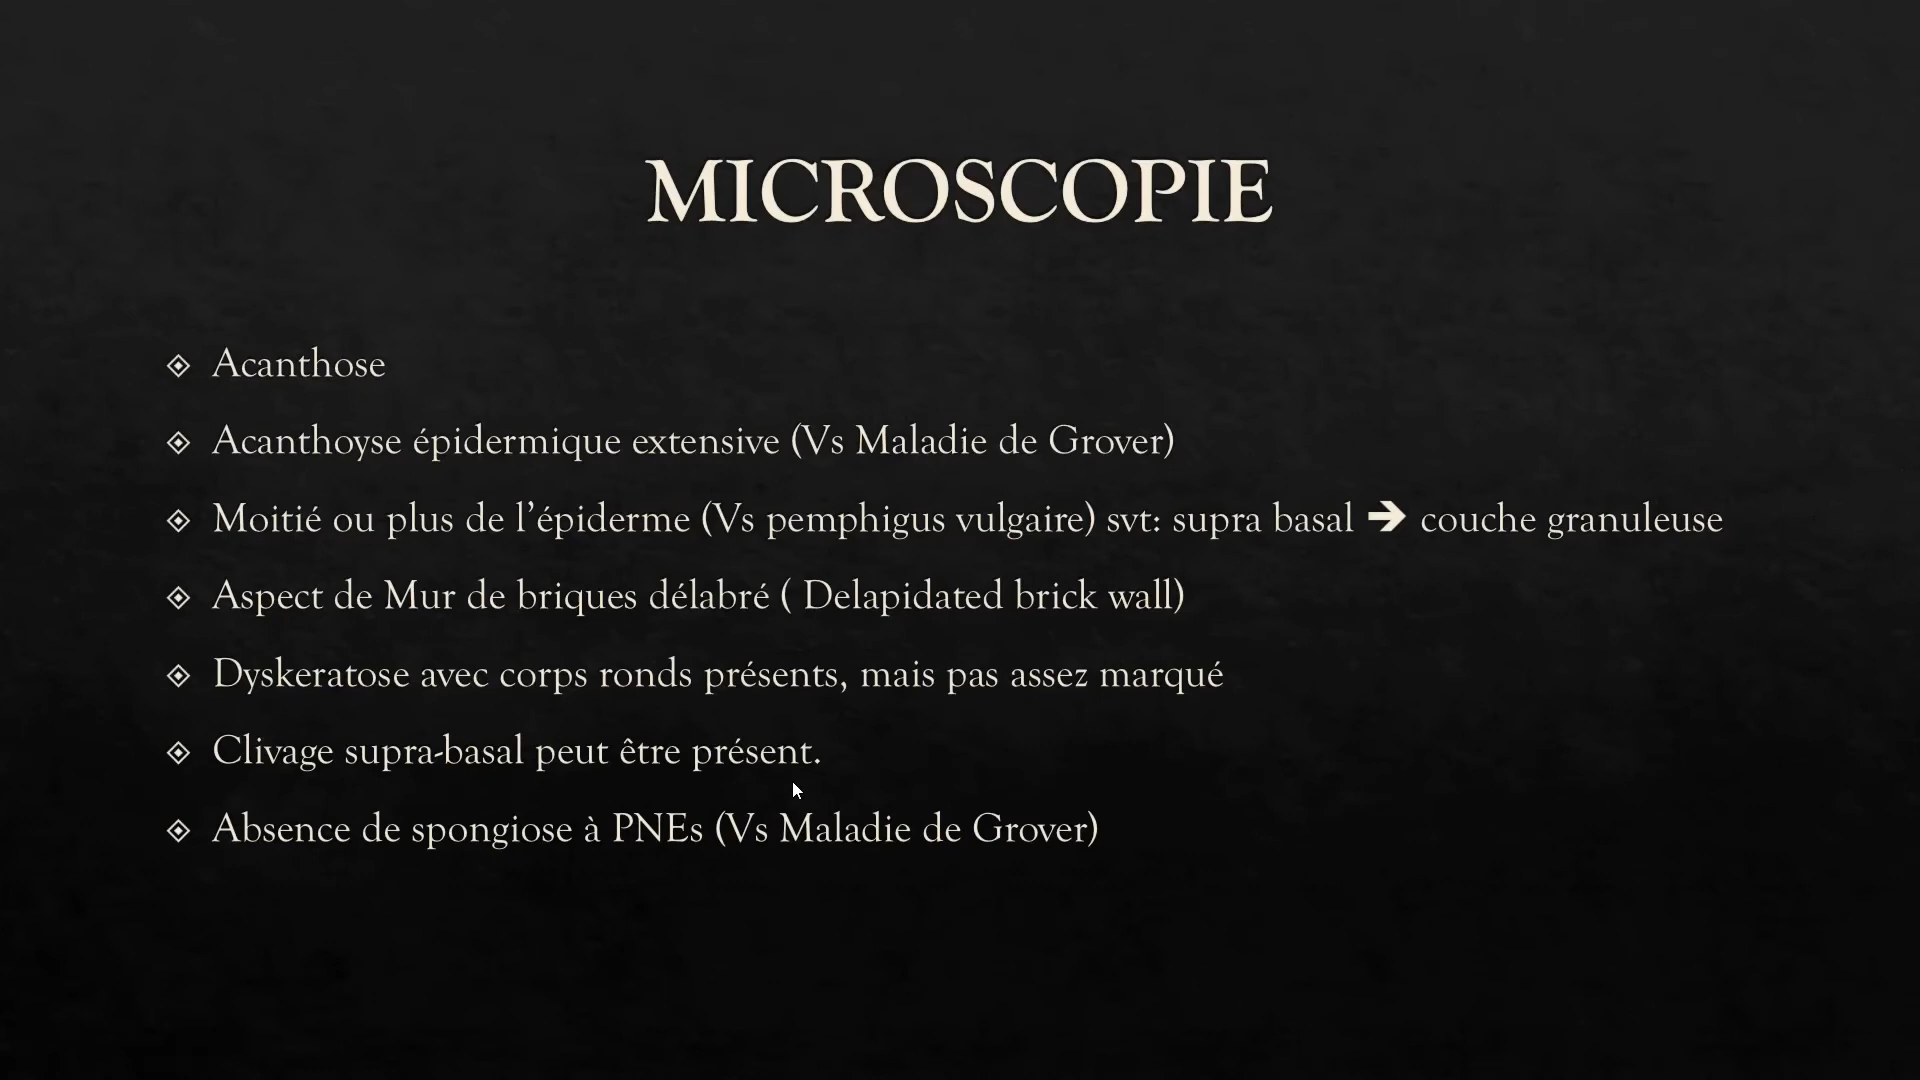 MICROSCOPIE
Acanthose
Acanthoyse épidermique extensive (Vs Maladie de Grover)
Moitié ou plus de l’épiderme (Vs pemphigus vulgaire) svt: supra basal ➔ couche granuleuse
Aspect de Mur de briques délabré ( Delapidated brick wall)
Dyskeratose avec corps ronds présents, mais pas assez marqué
Clivage supra-basal peut être présent.
Absence de spongiose à PNEs (Vs Maladie de Grover)